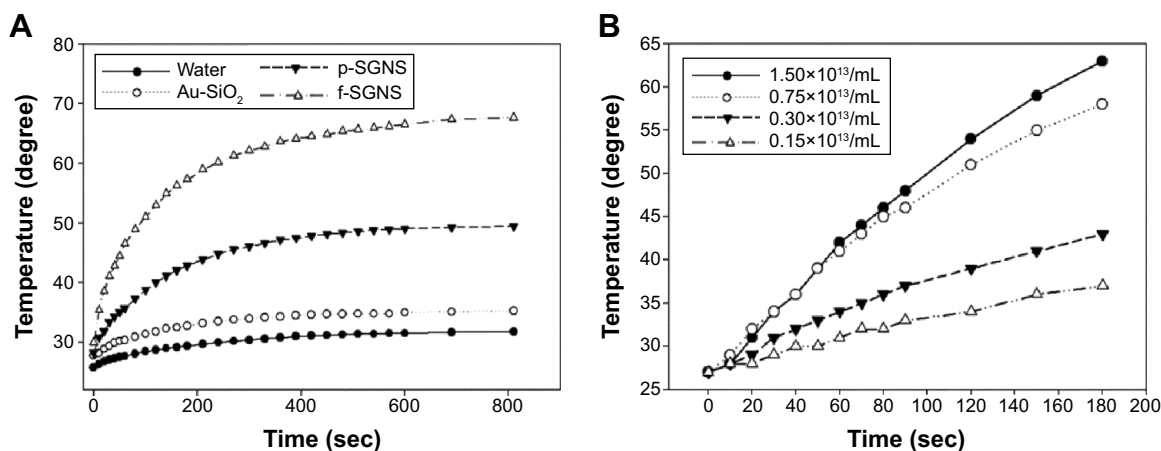 A
80
70
60
50
40
30
0
200
400
600
800
Temperature (degree)
Time (sec)
Water
Au-SiO₂
p-SGNS
f-SGNS
B
65
60
55
50
45
40
35
30
25
0
20
40
60
80
100
120
140
160
180
200
Temperature (degree)
Time (sec)
1.50×10¹³/mL
0.75×10¹³/mL
0.30×10¹³/mL
0.15×10¹³/mL